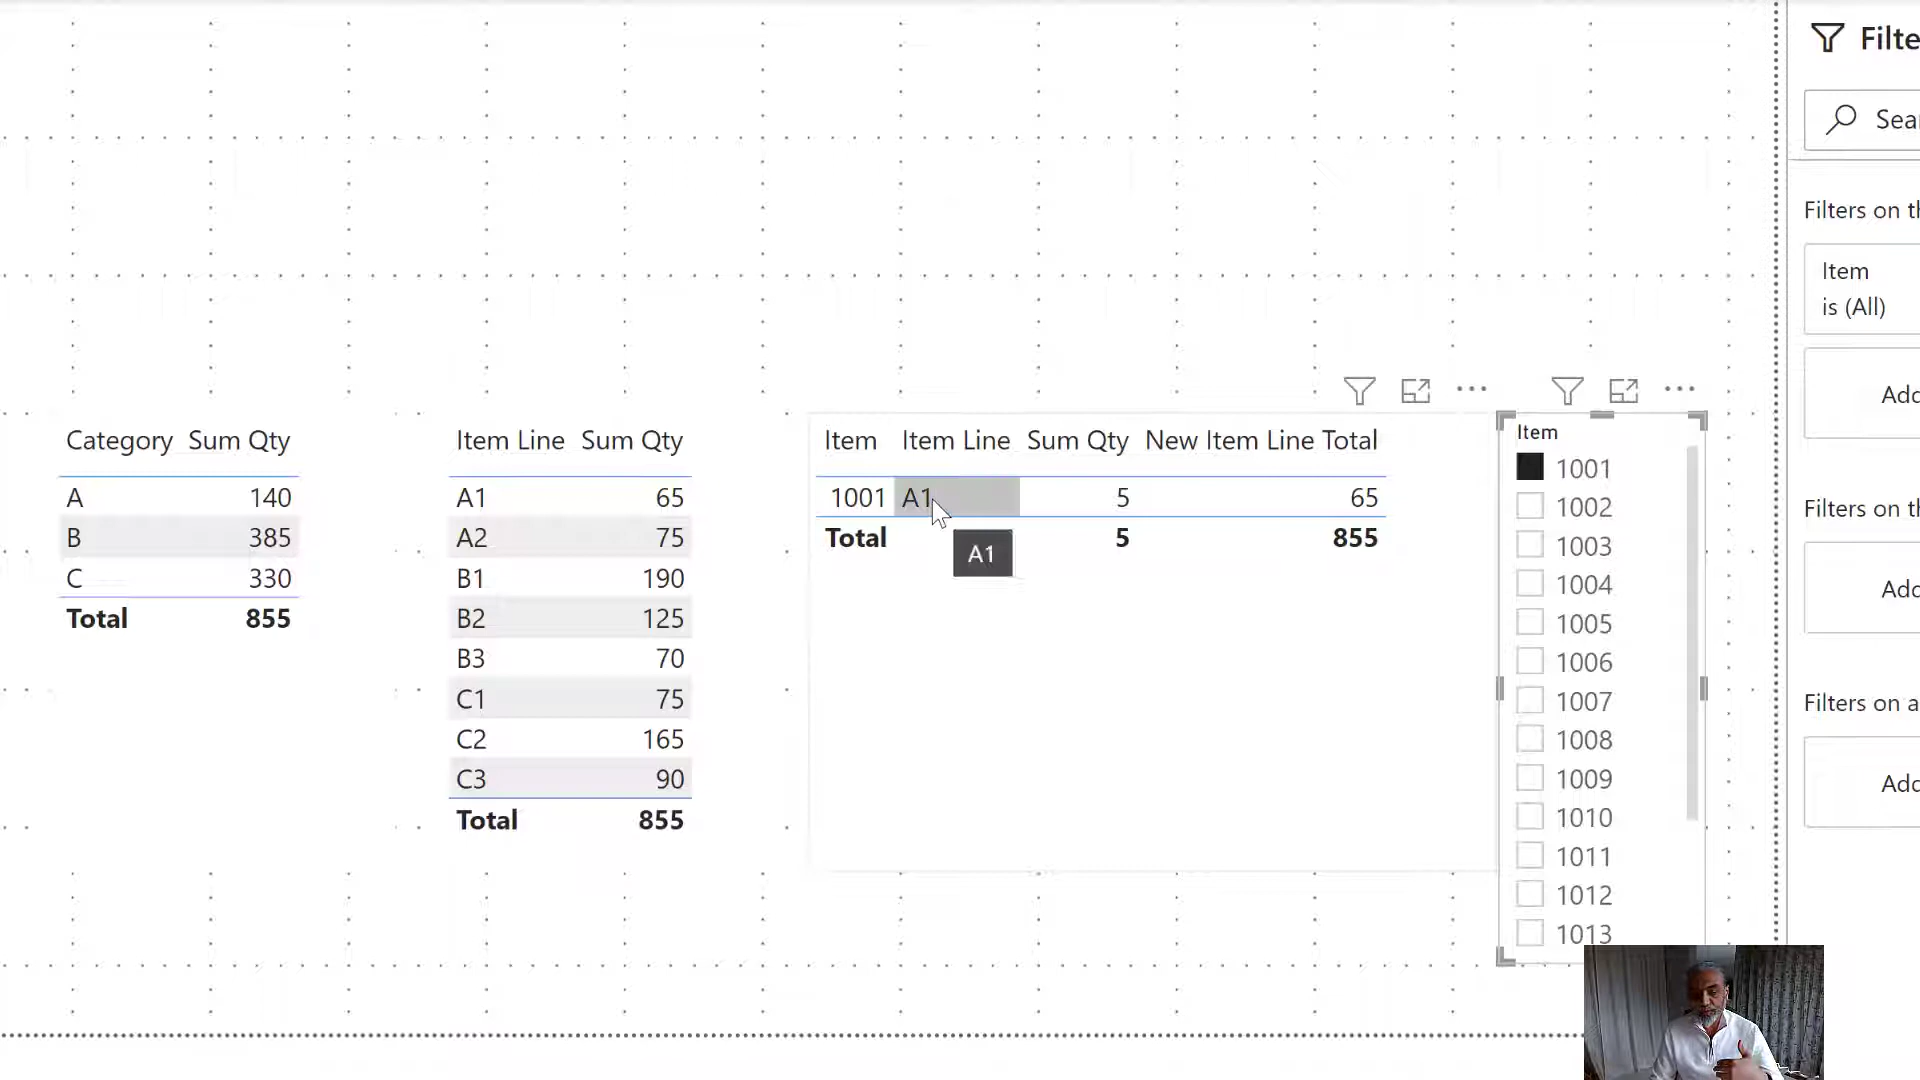 Filte
Sea
Filters on th
Item
is (All)
Add
Filters on th
Add
Filters on a
Add
Category Sum Qty
A 140
B 385
C 330
Total 855
Item Line Sum Qty
A1 65
A2 75
B1 190
B2 125
B3 70
C1 75
C2 165
C3 90
Total 855
Item Item Line Sum Qty New Item Line Total
1001 A1 5 65
Total 5 855
A1
Item
1001
1002
1003
1004
1005
1006
1007
1008
1009
1010
1011
1012
1013